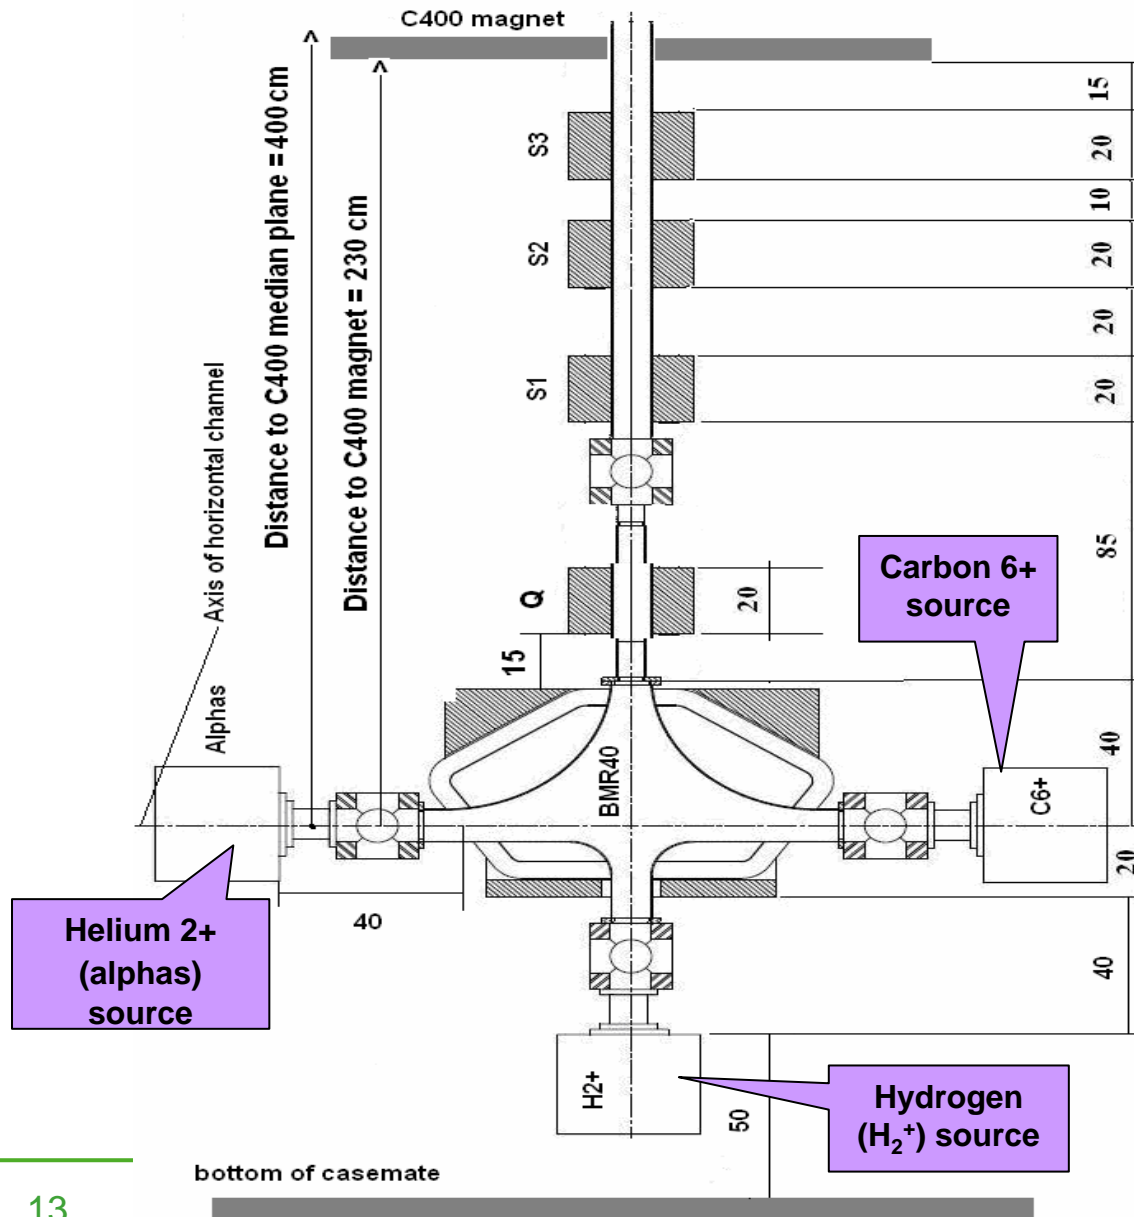 C400 magnet
Distance to C400 median plane = 400cm
Distance to C400 magnet = 230 cm
Axis of horizontal channel
S3
S2
S1
Q
15
20
10
20
20
20
85
40
20
40
20
15
Alphas
BMR40
C6+
H2+
40
50
Carbon 6+
source
Helium 2+
(alphas)
source
Hydrogen
(H₂⁺) source
bottom of casemate
13